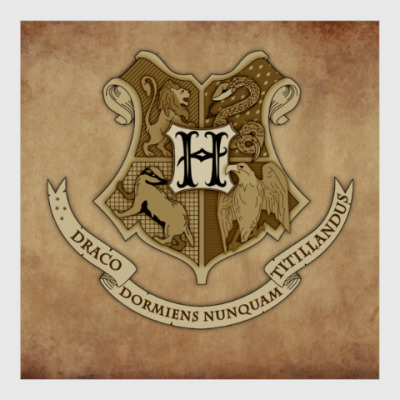 H
DRACO
DORMIENS NUNQUAM
TITILLANDUS